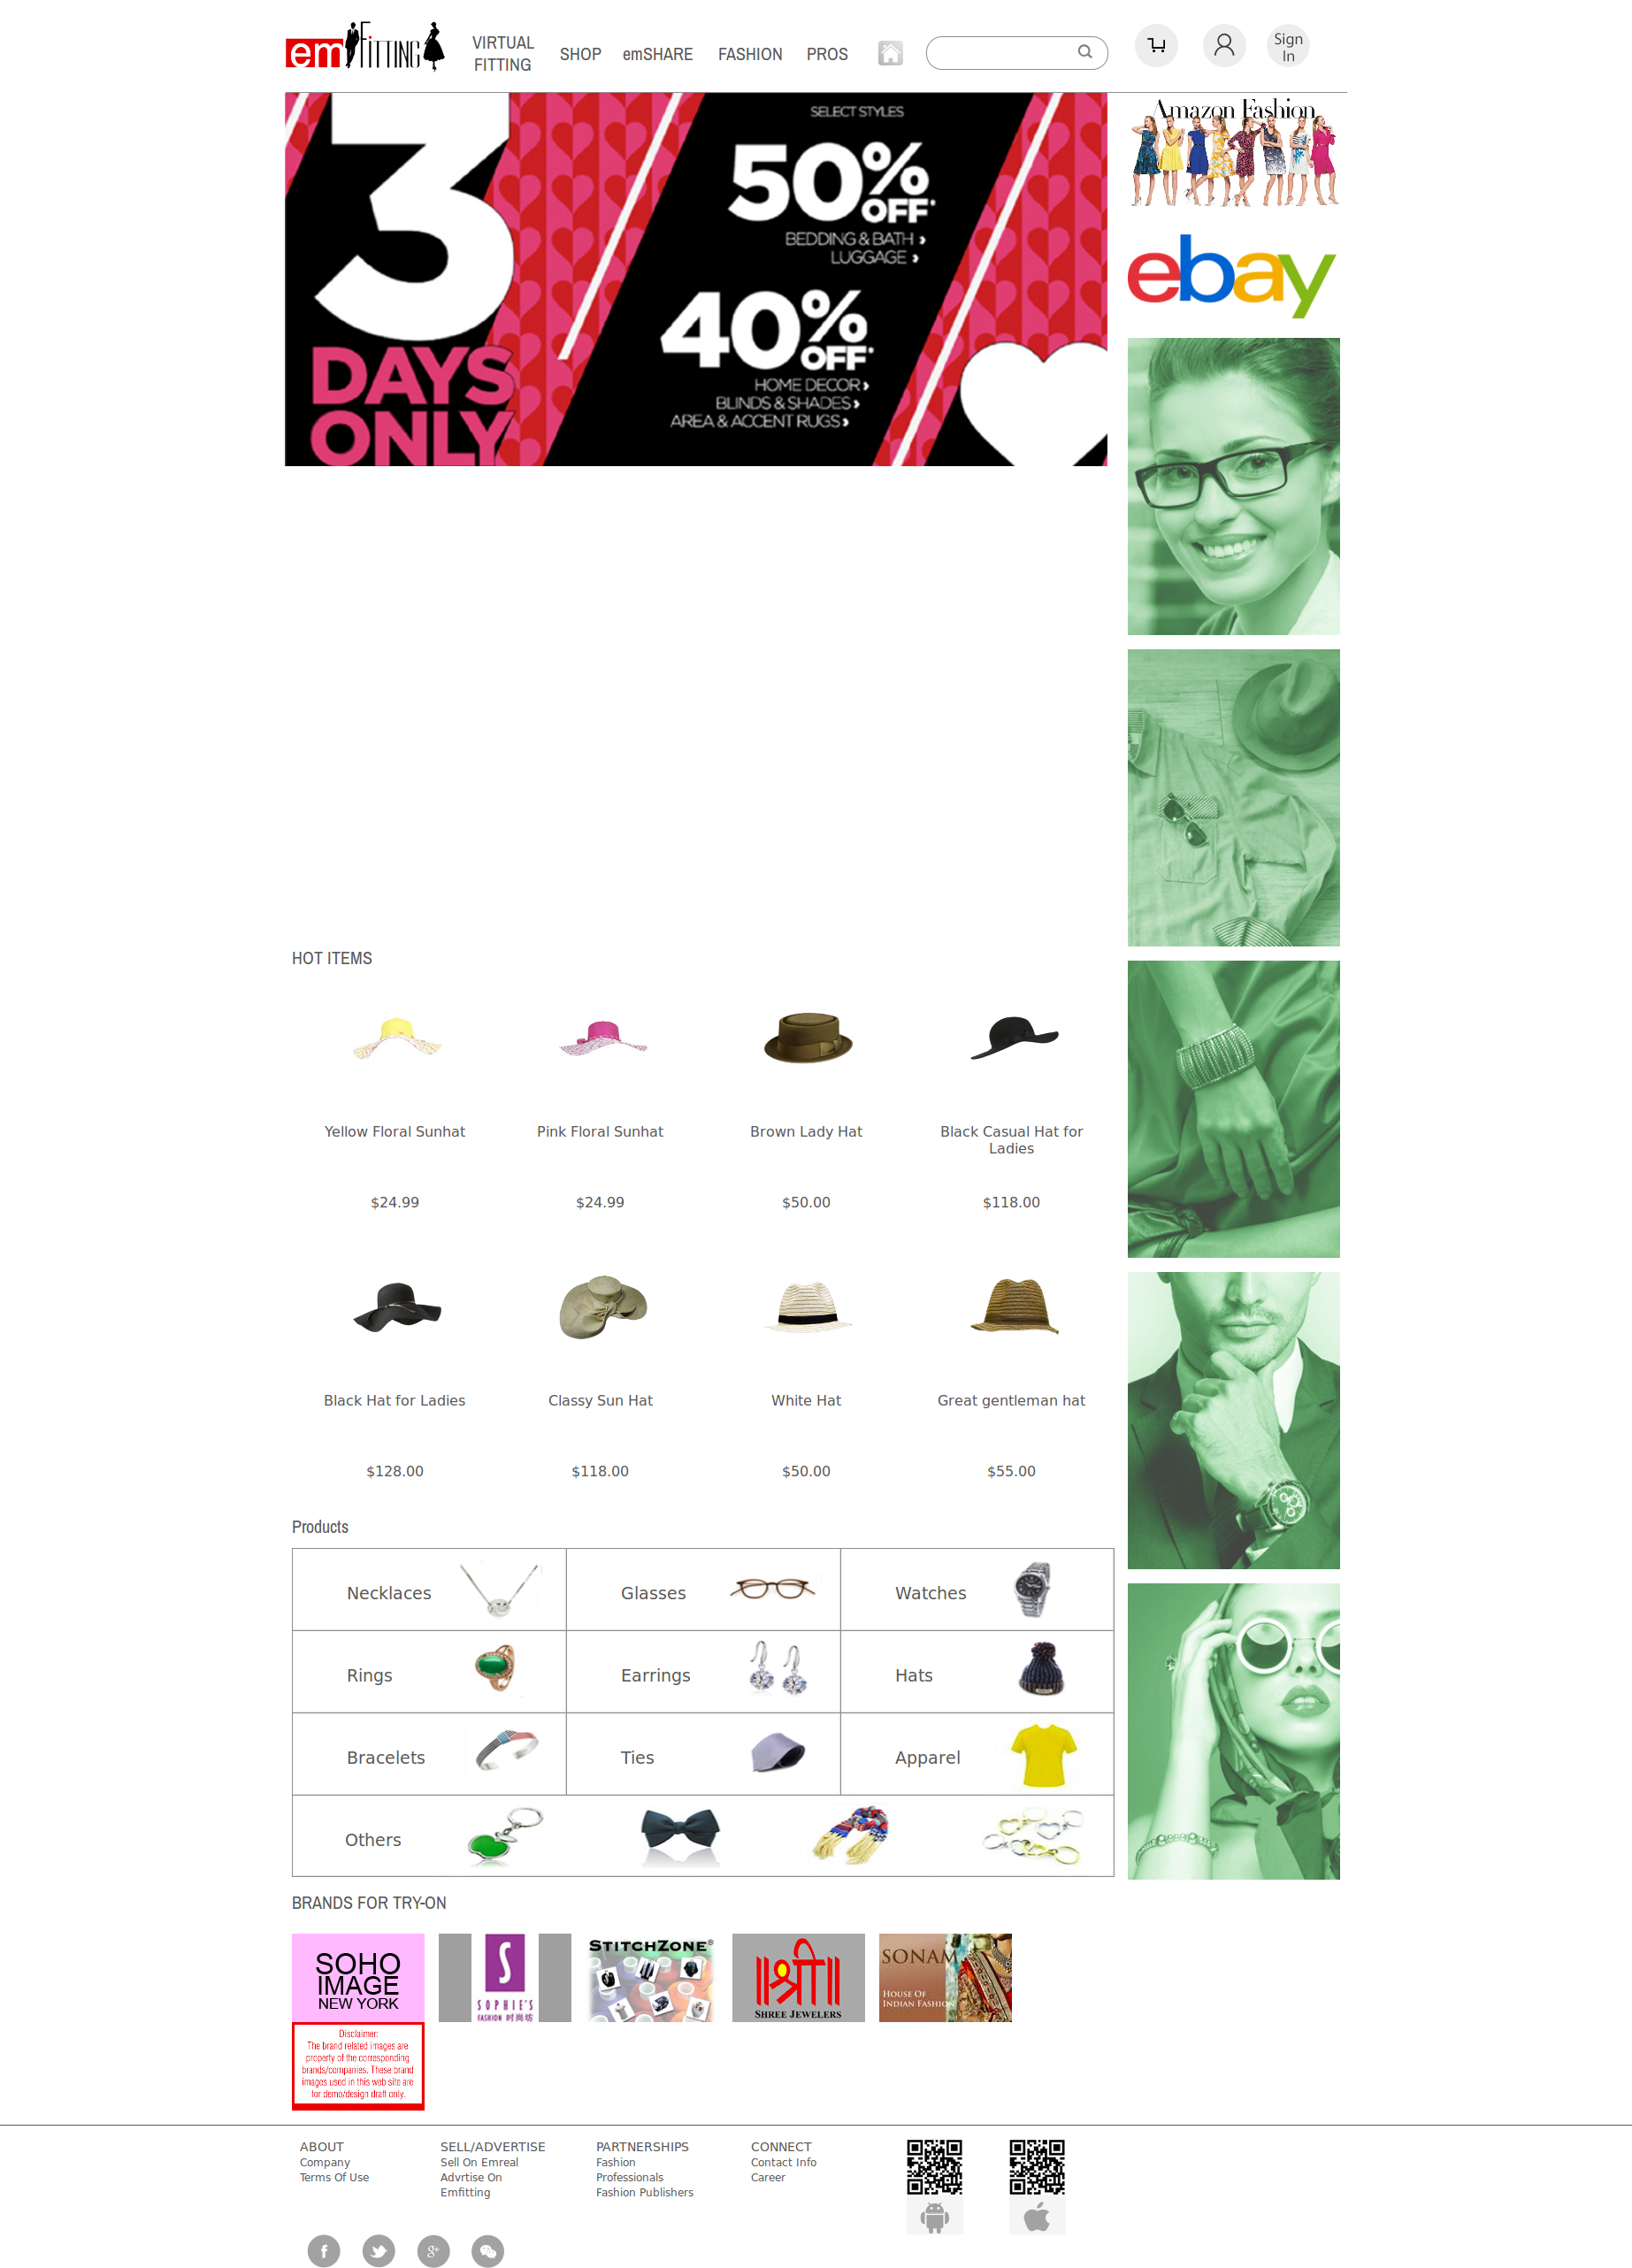 em FITTING
VIRTUAL
FITTING
SHOP
emSHARE
FASHION
PROS
Sign
In
3
DAYS
ONLY
SELECT STYLES
50%
OFF*
BEDDING & BATH ›
LUGGAGE ›
40%
OFF*
HOME DECOR ›
BLINDS & SHADES ›
AREA & ACCENT RUGS ›
Amazon Fashion
ebay
HOT ITEMS
Yellow Floral Sunhat
$24.99
Pink Floral Sunhat
$24.99
Brown Lady Hat
$50.00
Black Casual Hat for
Ladies
$118.00
Black Hat for Ladies
$128.00
Classy Sun Hat
$118.00
White Hat
$50.00
Great gentleman hat
$55.00
Products
Necklaces
Glasses
Watches
Rings
Earrings
Hats
Bracelets
Ties
Apparel
Others
BRANDS FOR TRY-ON
SOHO
IMAGE
NEW YORK
S
SOPHIE'S
FASHION 时尚坊
STITCHZONE®
श्री
SHREE JEWELERS
SONAM
HOUSE OF
INDIAN FASHION
Disclaimer:
The brand related images are
property of the corresponding
brands/companies. These brand
images used in this web site are
for demo/design draft only.
ABOUT
Company
Terms Of Use
SELL/ADVERTISE
Sell On Emreal
Advrtise On
Emfitting
PARTNERSHIPS
Fashion
Professionals
Fashion Publishers
CONNECT
Contact Info
Career
f
g+